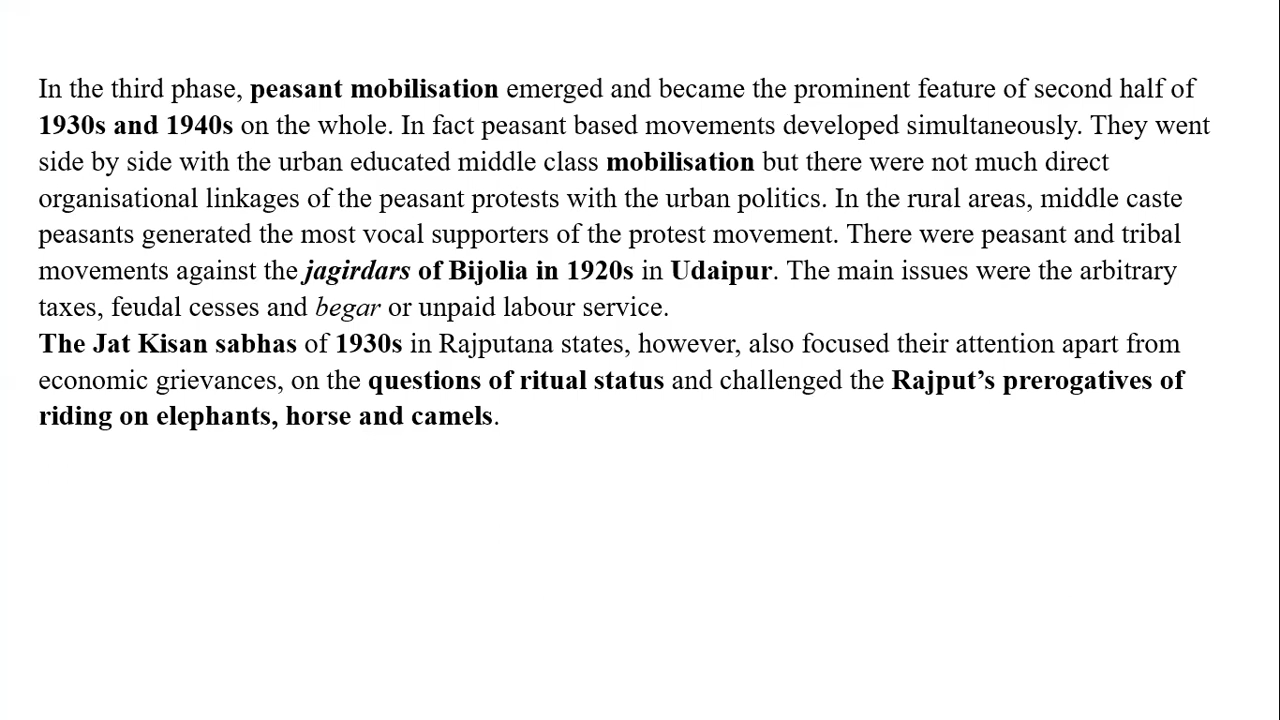 In the third phase, peasant mobilisation emerged and became the prominent feature of second half of
1930s and 1940s on the whole. In fact peasant based movements developed simultaneously. They went
side by side with the urban educated middle class mobilisation but there were not much direct
organisational linkages of the peasant protests with the urban politics. In the rural areas, middle caste
peasants generated the most vocal supporters of the protest movement. There were peasant and tribal
movements against the jagirdars of Bijolia in 1920s in Udaipur. The main issues were the arbitrary
taxes, feudal cesses and begar or unpaid labour service.
The Jat Kisan sabhas of 1930s in Rajputana states, however, also focused their attention apart from
economic grievances, on the questions of ritual status and challenged the Rajput’s prerogatives of
riding on elephants, horse and camels.